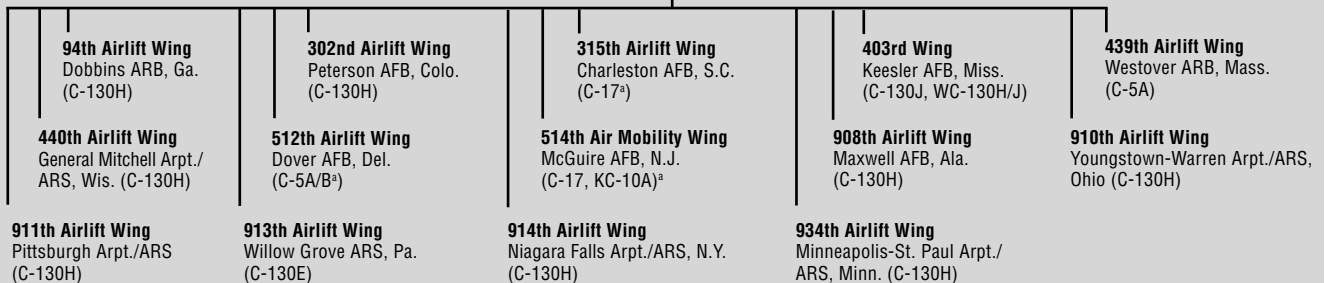 94th Airlift Wing
Dobbins ARB, Ga.
(C-130H)
302nd Airlift Wing
Peterson AFB, Colo.
(C-130H)
315th Airlift Wing
Charleston AFB, S.C.
(C-17ª)
403rd Wing
Keesler AFB, Miss.
(C-130J, WC-130H/J)
439th Airlift Wing
Westover ARB, Mass.
(C-5A)
440th Airlift Wing
General Mitchell Arpt./
ARS, Wis. (C-130H)
512th Airlift Wing
Dover AFB, Del.
(C-5A/Bª)
514th Air Mobility Wing
McGuire AFB, N.J.
(C-17, KC-10A)ª
908th Airlift Wing
Maxwell AFB, Ala.
(C-130H)
910th Airlift Wing
Youngstown-Warren Arpt./ARS,
Ohio (C-130H)
911th Airlift Wing
Pittsburgh Arpt./ARS
(C-130H)
913th Airlift Wing
Willow Grove ARS, Pa.
(C-130E)
914th Airlift Wing
Niagara Falls Arpt./ARS, N.Y.
(C-130H)
934th Airlift Wing
Minneapolis-St. Paul Arpt./
ARS, Minn. (C-130H)